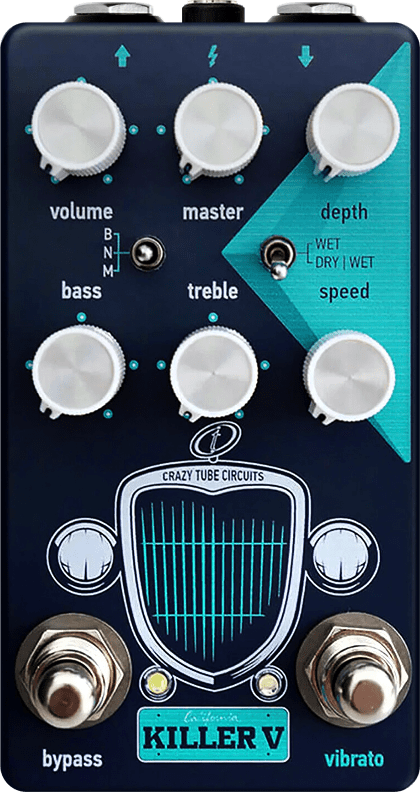 volume master depth
B
N
M
WET
DRY | WET
bass treble speed
CRAZY TUBE CIRCUITS
California
KILLER V
bypass vibrato